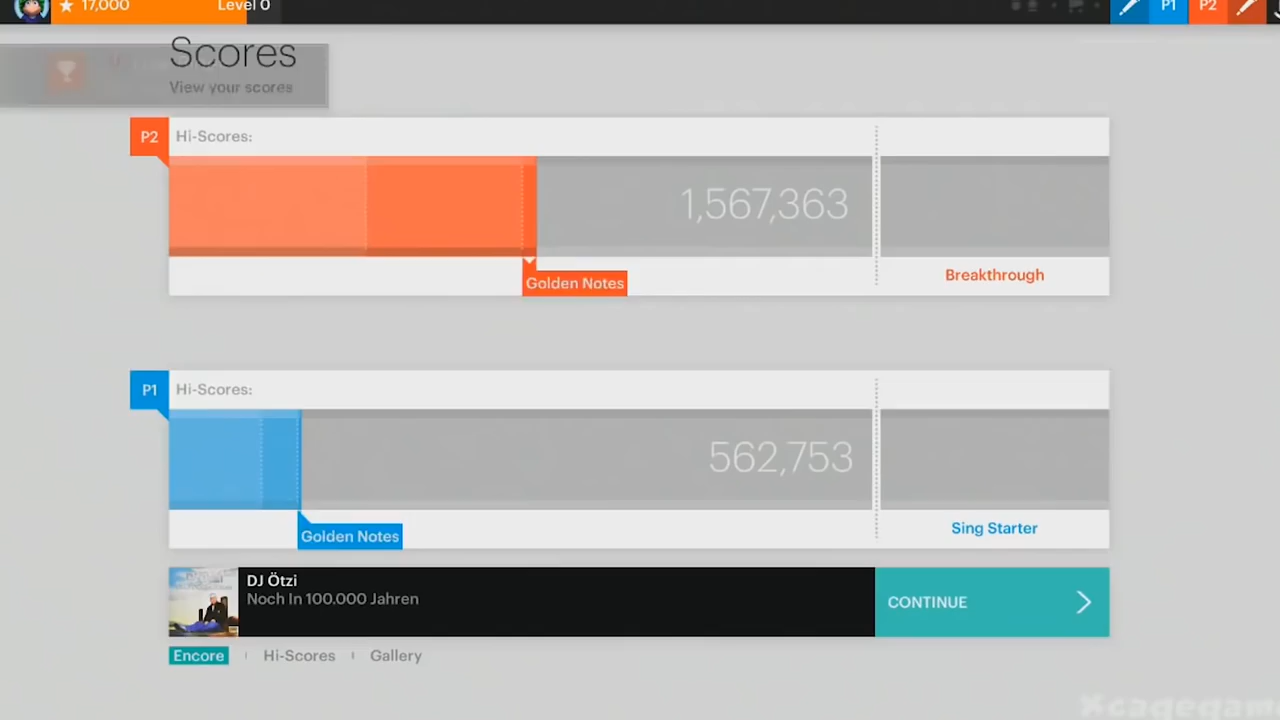 17,000 Level 0 P1 P2
Scores
View your scores
P2 Hi-Scores:
1,567,363
Golden Notes
Breakthrough
P1 Hi-Scores:
562,753
Golden Notes
Sing Starter
DJ Ötzi
Noch In 100.000 Jahren
CONTINUE
Encore Hi-Scores Gallery